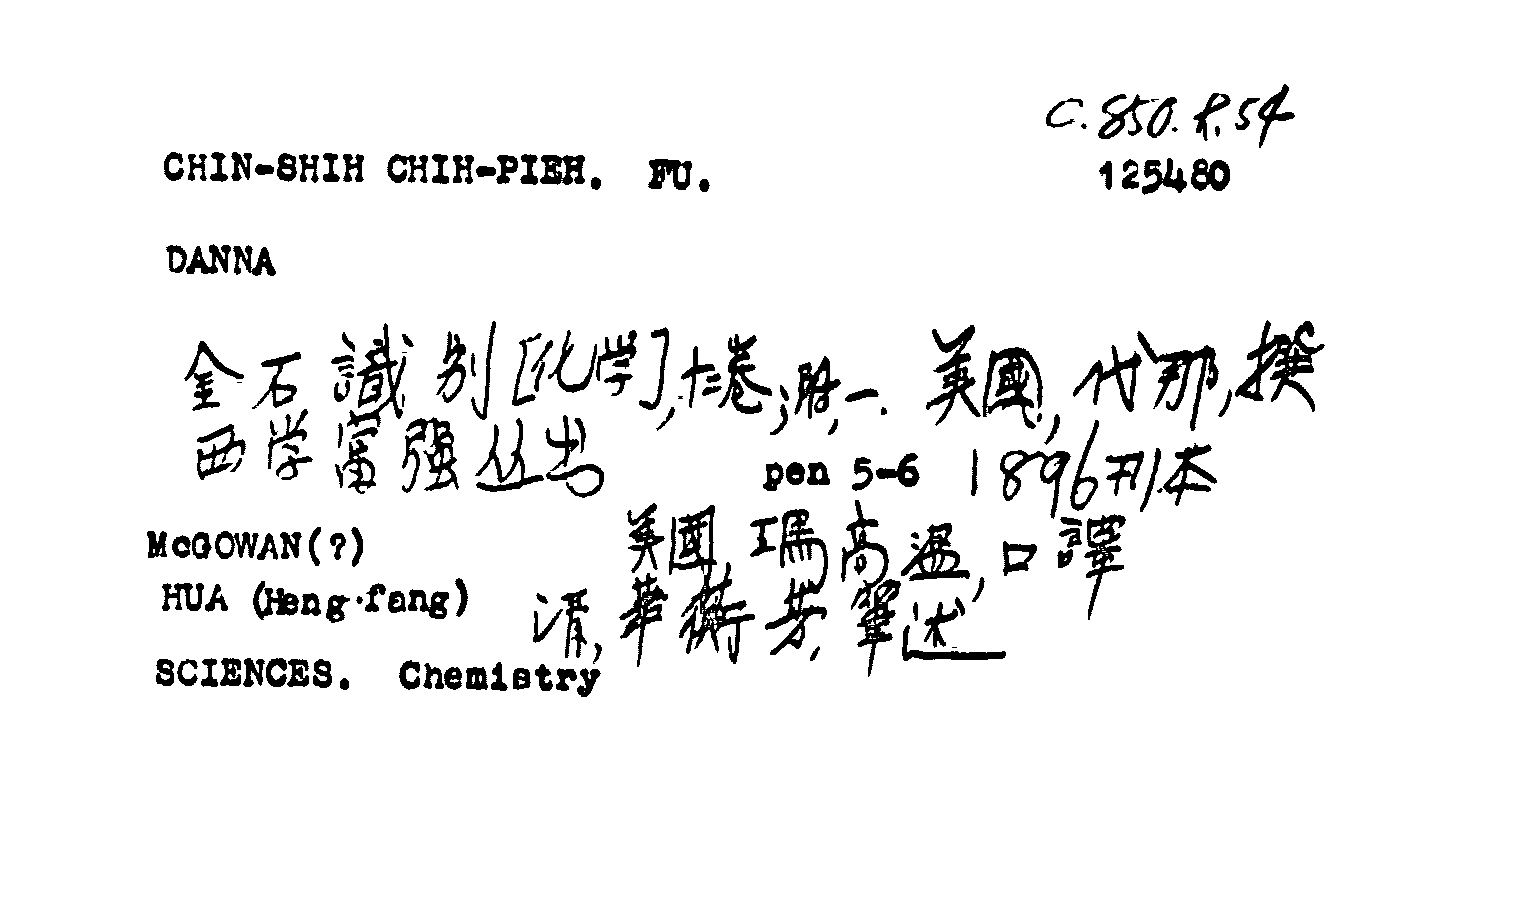 C.850.R.54
CHIN-SHIH CHIH-PIEH. FU.
125480
DANNA
金石識別[化学],十二卷;附,一. 美國,代那,撰
西学富强丛书
pen 5-6 1896刊本
McGOWAN(?)
美國,瑪高温,口譯
HUA (Heng-fang)
清,華蘅芳,筆述
SCIENCES. Chemistry